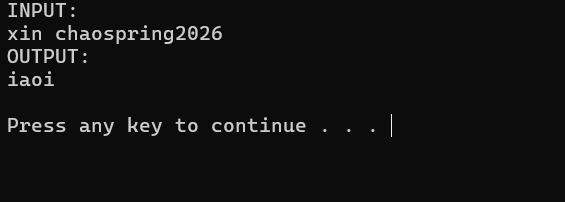 INPUT:
xin chaospring2026
OUTPUT:
iaoi
Press any key to continue . . .